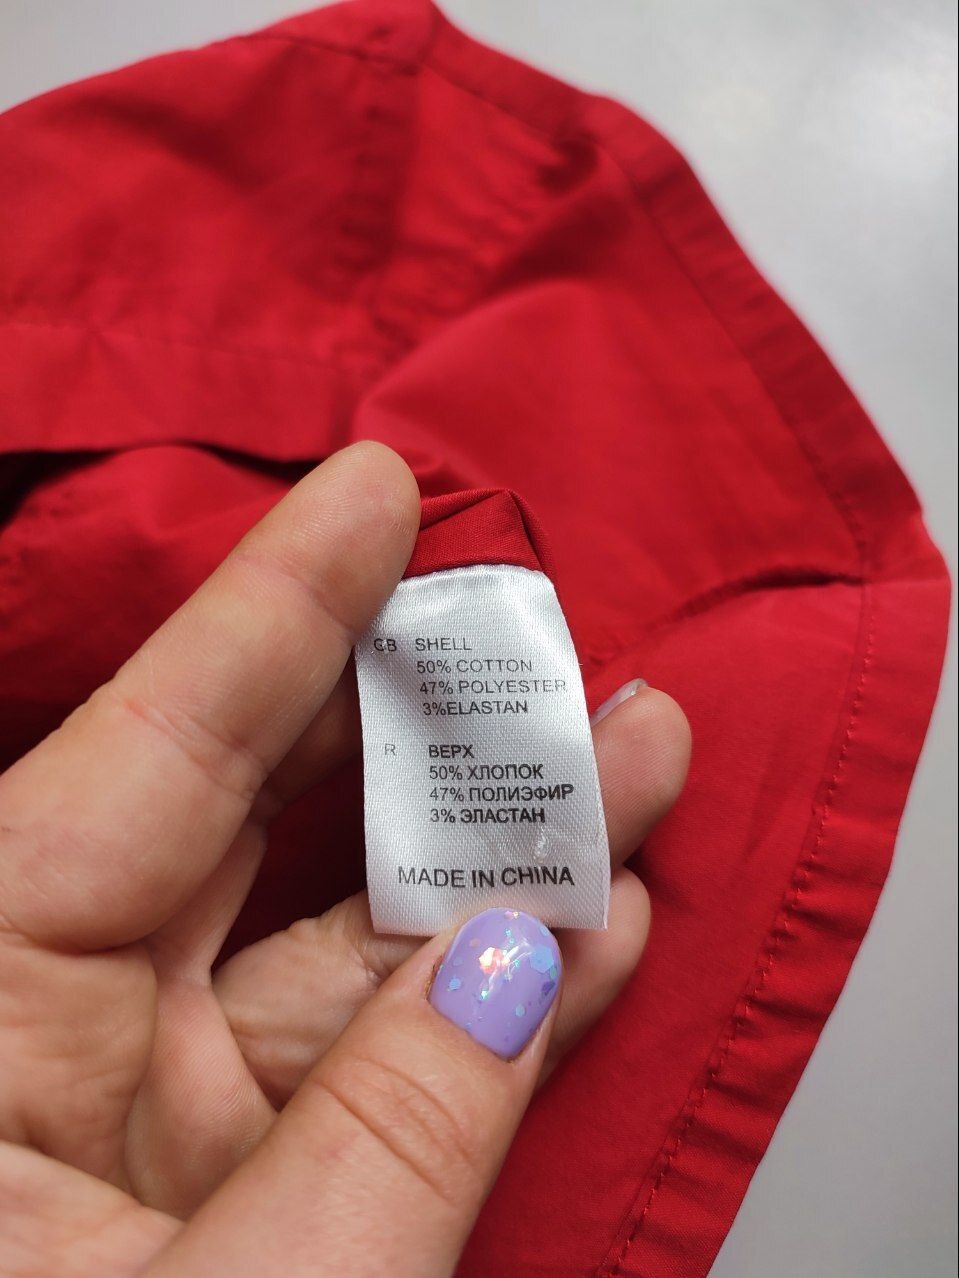 GB SHELL
50% COTTON
47% POLYESTER
3%ELASTAN
R ВЕРХ
50% ХЛОПОК
47% ПОЛИЭФИР
3% ЭЛАСТАН
MADE IN CHINA